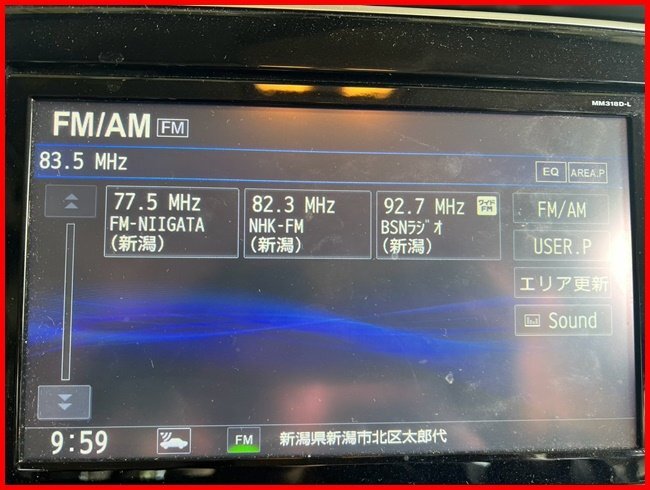 MM318D-L
FM/AM FM
83.5 MHz
EQ AREA.P
77.5 MHz
FM-NIIGATA
(新潟)
82.3 MHz
NHK-FM
(新潟)
92.7 MHz ワイドFM
BSNラジオ
(新潟)
FM/AM
USER.P
エリア更新
Sound
9:59 FM 新潟県新潟市北区太郎代